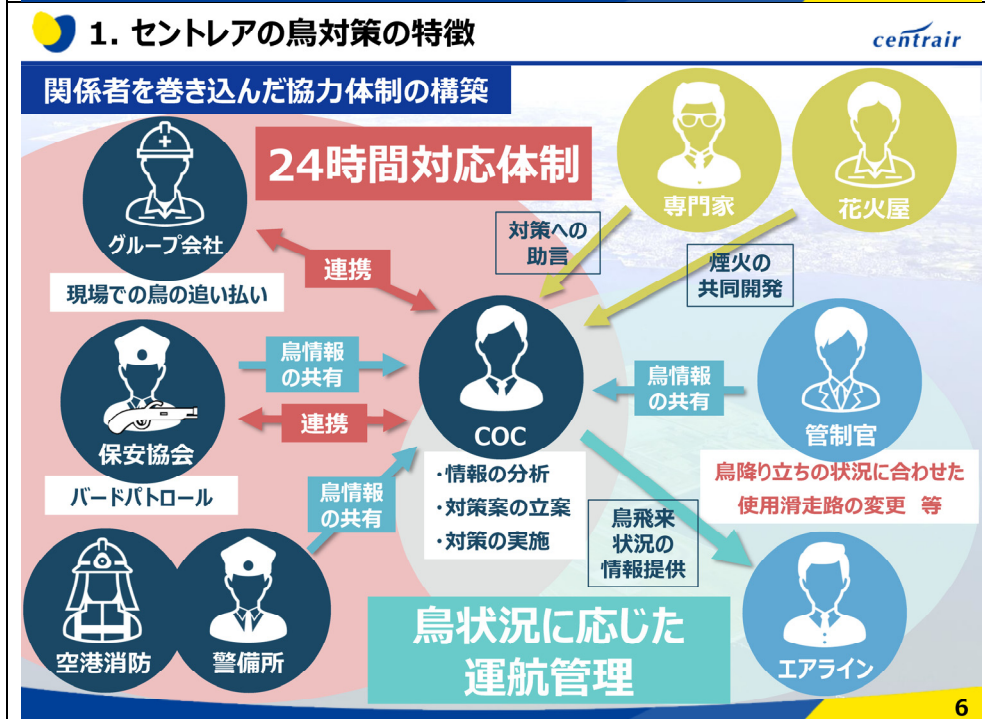 1. セントレアの鳥対策の特徴
centrair
関係者を巻き込んだ協力体制の構築
24時間対応体制
専門家
花火屋
グループ会社
現場での鳥の追い払い
連携
対策への
助言
煙火の
共同開発
鳥情報
の共有
連携
保安協会
バードパトロール
COC
・情報の分析
・対策案の立案
・対策の実施
鳥情報
の共有
管制官
鳥降り立ちの状況に合わせた
使用滑走路の変更 等
鳥情報
の共有
鳥飛来
状況の
情報提供
空港消防
警備所
鳥状況に応じた
運航管理
エアライン
6